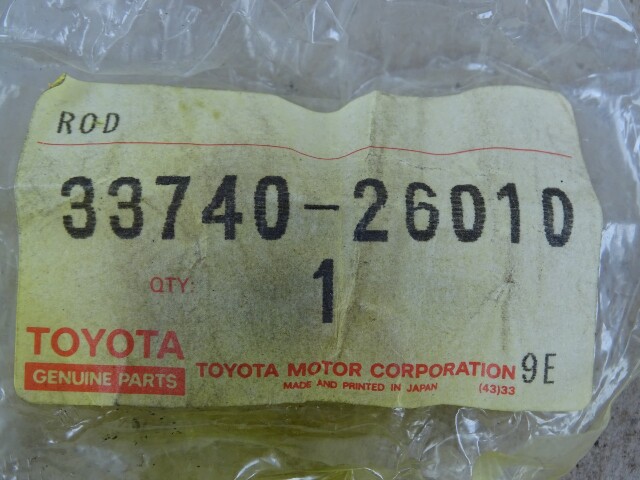 ROD
33740-26010
QTY: 1
TOYOTA
GENUINE PARTS
TOYOTA MOTOR CORPORATION 9E
MADE AND PRINTED IN JAPAN (43)33